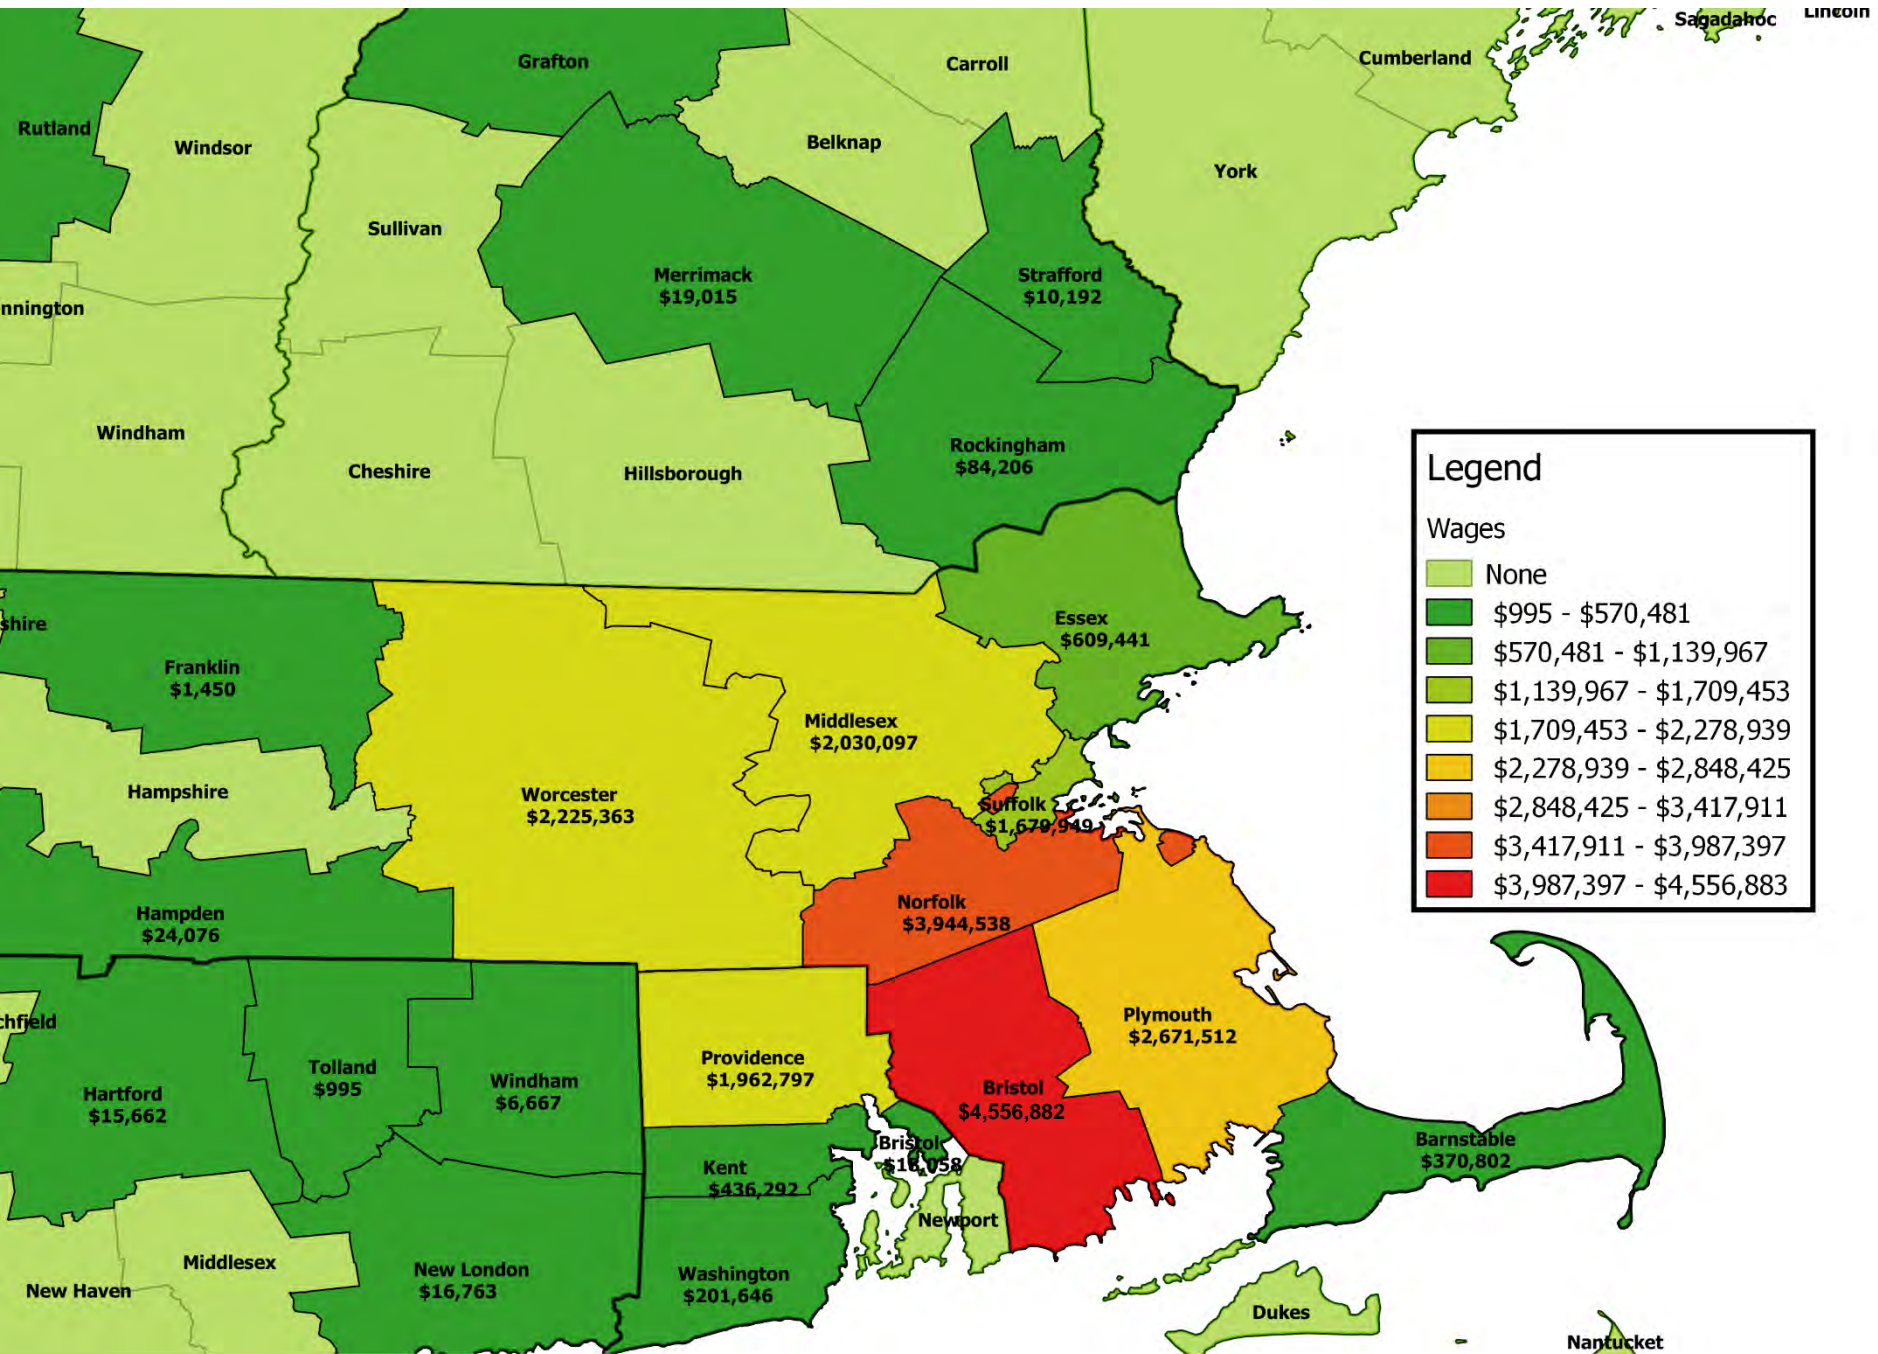 Sagadahoc
Lincoln
Grafton
Carroll
Cumberland
Rutland
Windsor
Belknap
York
Sullivan
Merrimack
$19,015
Strafford
$10,192
nnington
Windham
Cheshire
Hillsborough
Rockingham
$84,206
Legend
Wages
None
$995 - $570,481
$570,481 - $1,139,967
$1,139,967 - $1,709,453
$1,709,453 - $2,278,939
$2,278,939 - $2,848,425
$2,848,425 - $3,417,911
$3,417,911 - $3,987,397
$3,987,397 - $4,556,883
shire
Franklin
$1,450
Essex
$609,441
Middlesex
$2,030,097
Hampshire
Worcester
$2,225,363
Suffolk
$1,679,949
Hampden
$24,076
Norfolk
$3,944,538
chfield
Hartford
$15,662
Tolland
$995
Windham
$6,667
Providence
$1,962,797
Bristol
$4,556,882
Plymouth
$2,671,512
Bristol
Kent
$436,292
Barnstable
$370,802
Newport
New Haven
Middlesex
New London
$16,763
Washington
$201,646
Dukes
Nantucket